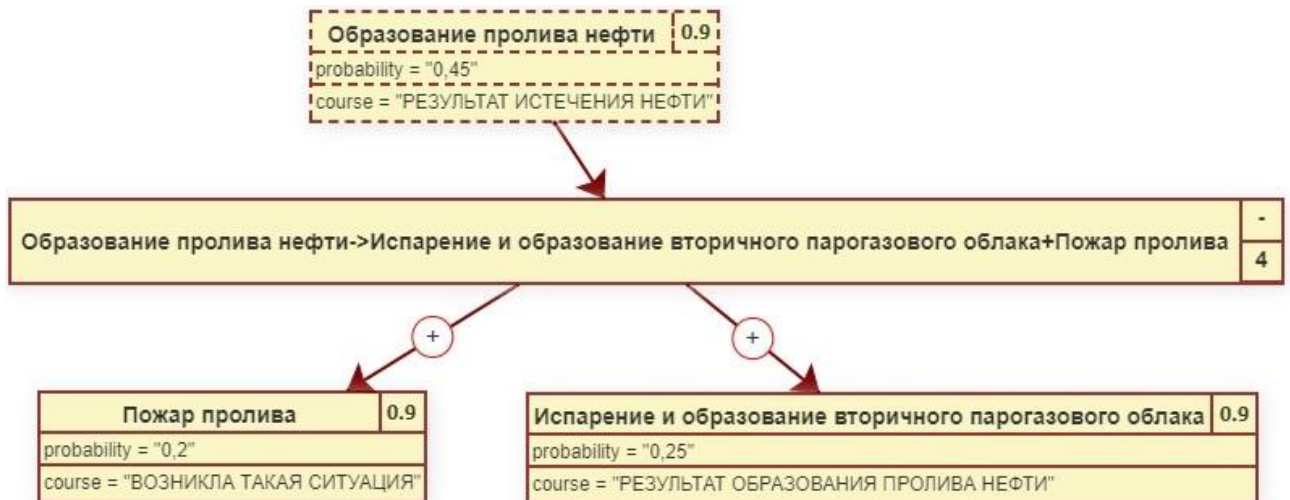 Образование пролива нефти 0.9
probability = "0,45"
course = "РЕЗУЛЬТАТ ИСТЕЧЕНИЯ НЕФТИ"
Образование пролива нефти->Испарение и образование вторичного парогазового облака+Пожар пролива
-
4
+
+
Пожар пролива 0.9
probability = "0,2"
course = "ВОЗНИКЛА ТАКАЯ СИТУАЦИЯ"
Испарение и образование вторичного парогазового облака 0.9
probability = "0,25"
course = "РЕЗУЛЬТАТ ОБРАЗОВАНИЯ ПРОЛИВА НЕФТИ"